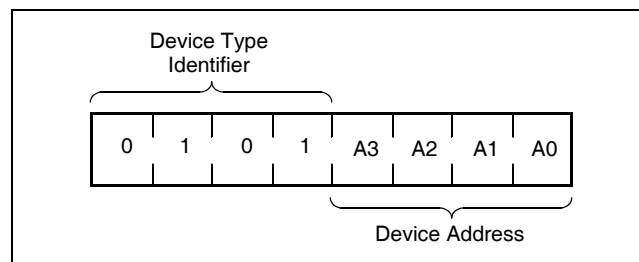 Device Type
Identifier
0 1 0 1 A3 A2 A1 A0
Device Address